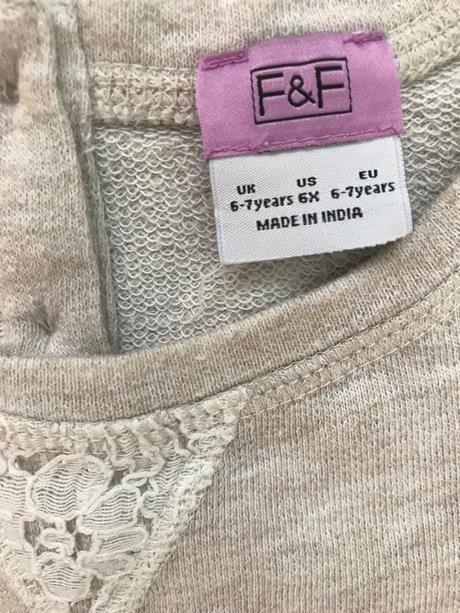 F&F
UK US EU
6-7years 6X 6-7years
MADE IN INDIA